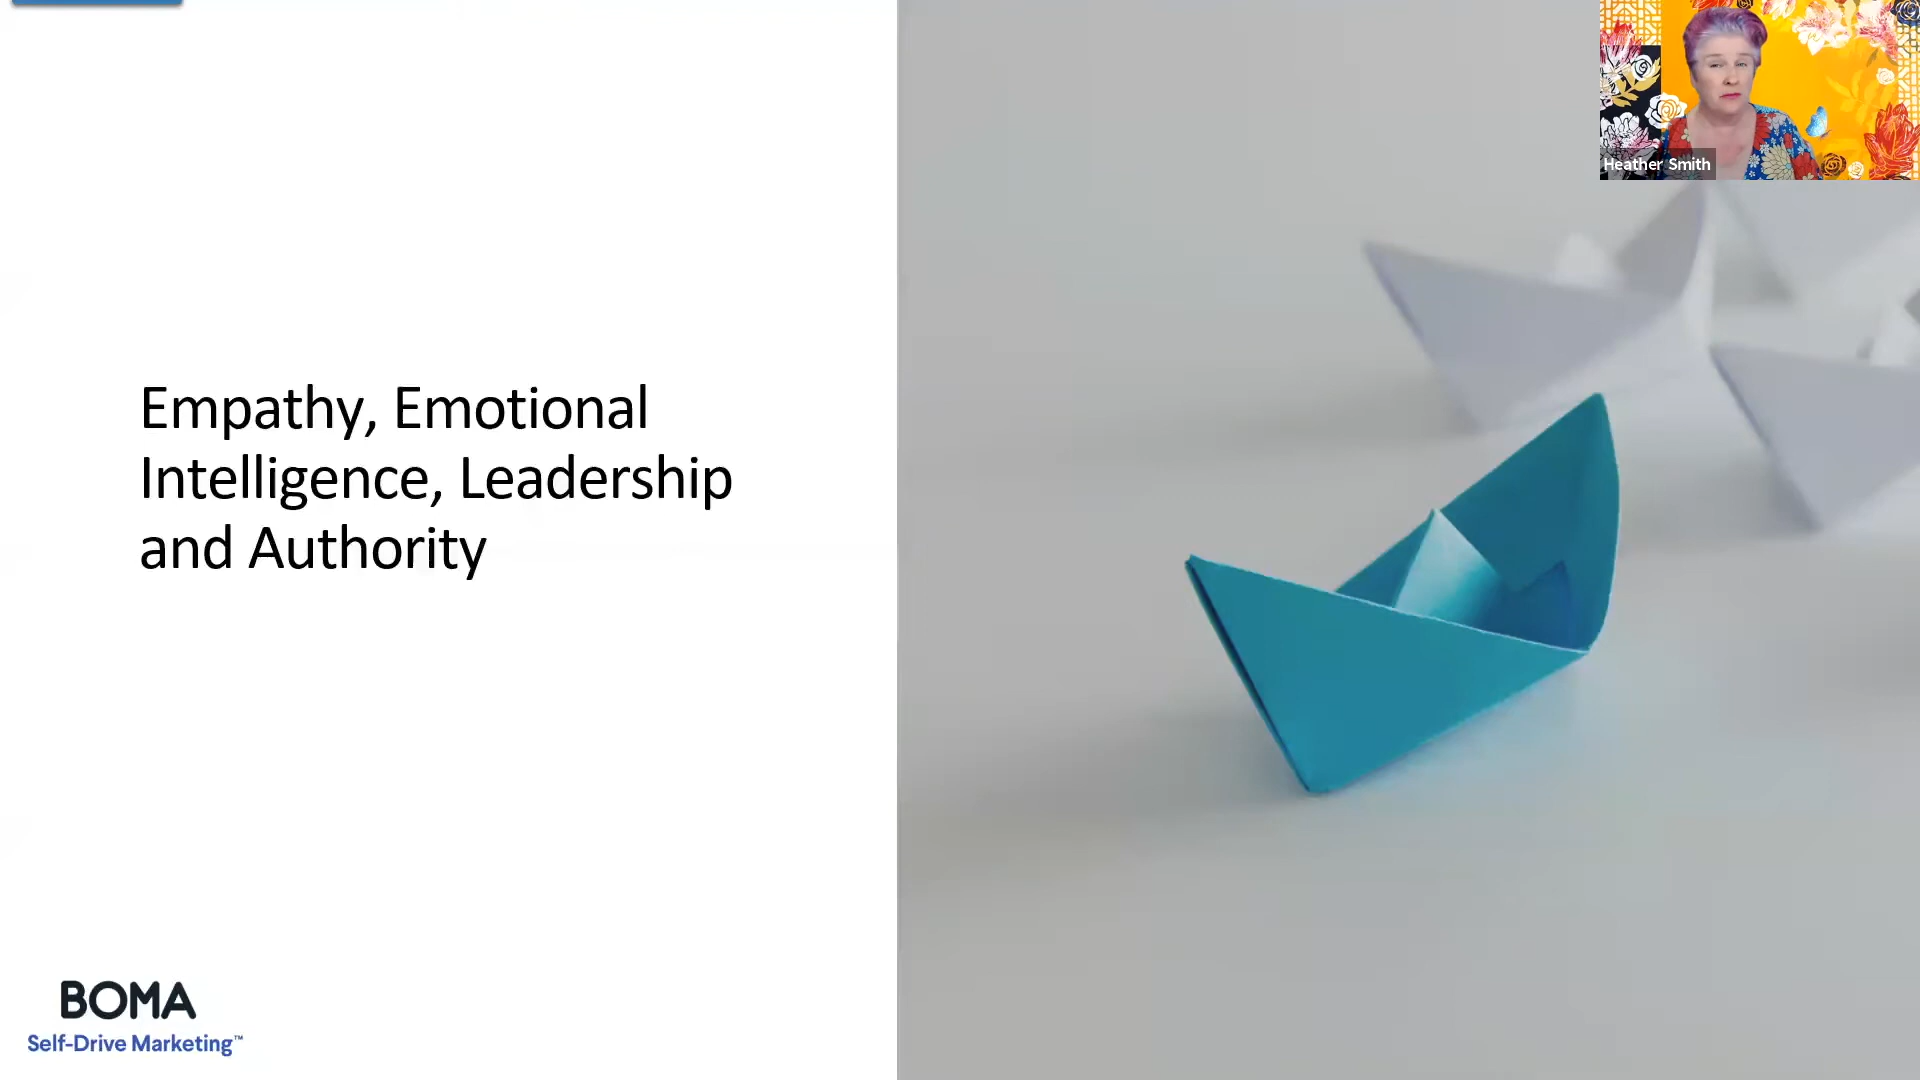 Heather Smith
Empathy, Emotional
Intelligence, Leadership
and Authority
BOMA
Self-Drive Marketing™